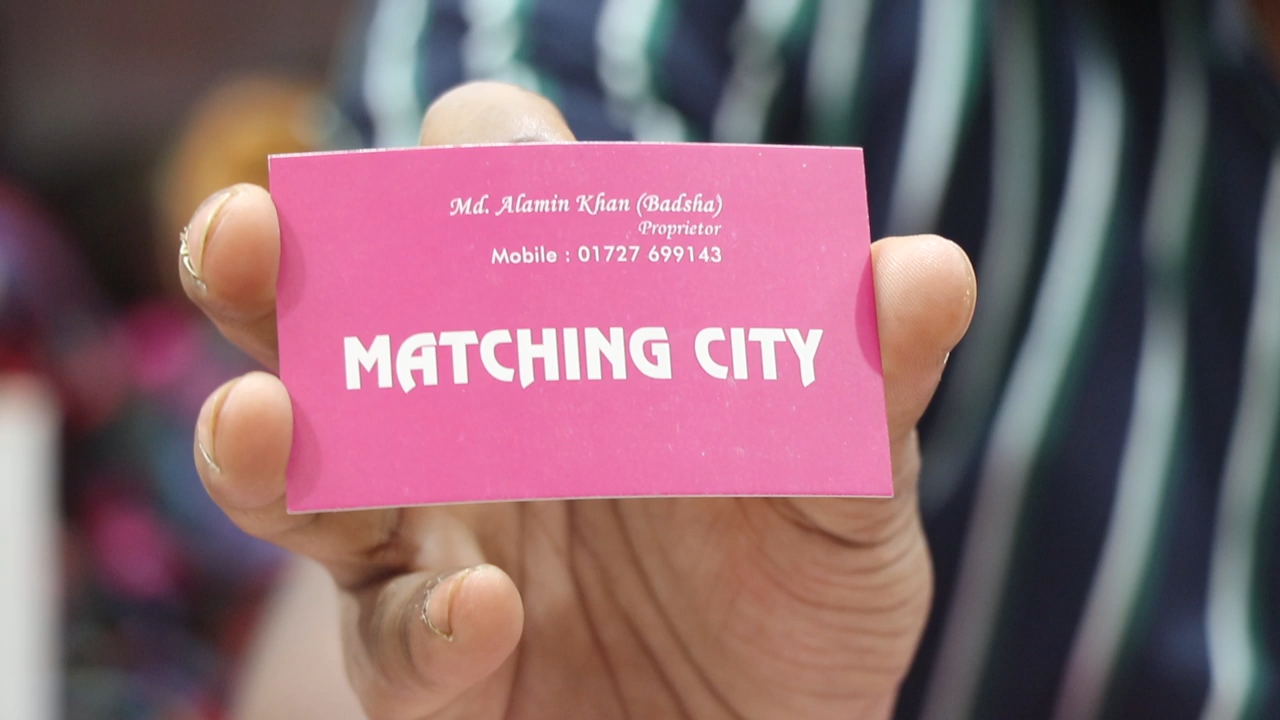 Md. Alamin Khan (Badsha)
Proprietor
Mobile : 01727 699143
MATCHING CITY